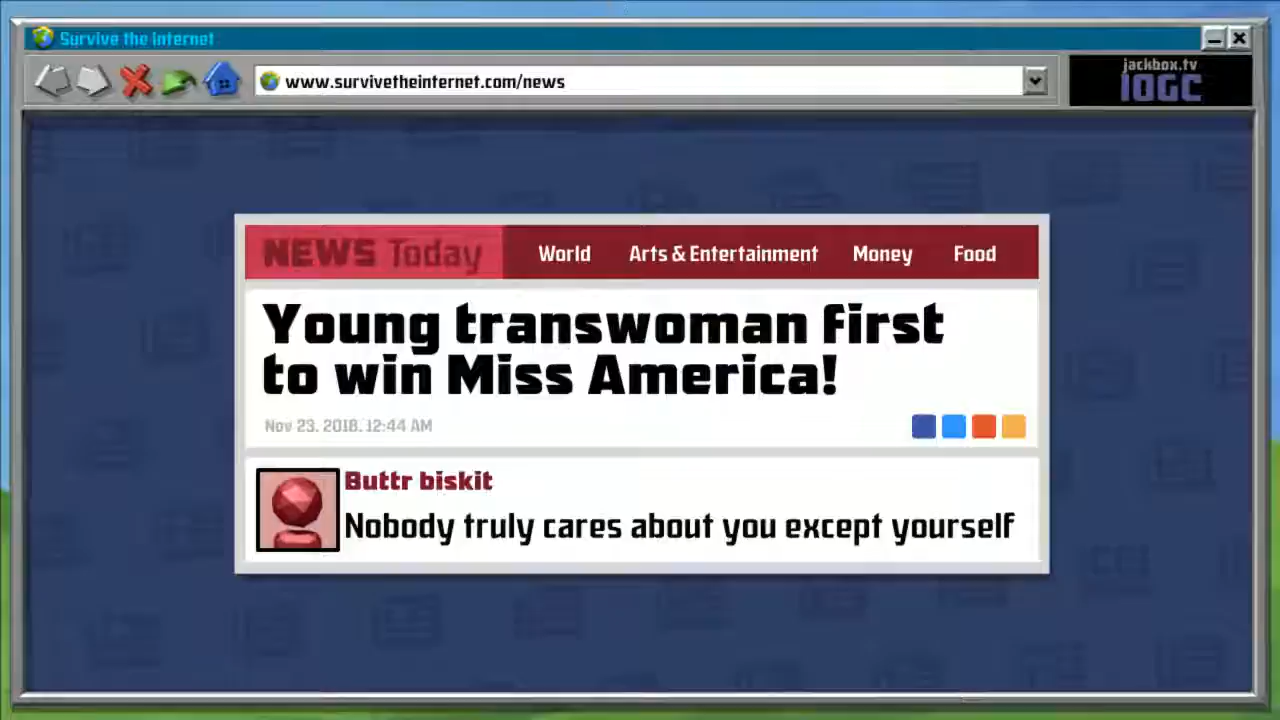 Survive the Internet
www.survivetheinternet.com/news
jackbox.tv
IOGC
NEWS Today World Arts & Entertainment Money Food
Young transwoman first
to win Miss America!
Nov 23, 2018, 12:44 AM
Buttr biskit
Nobody truly cares about you except yourself